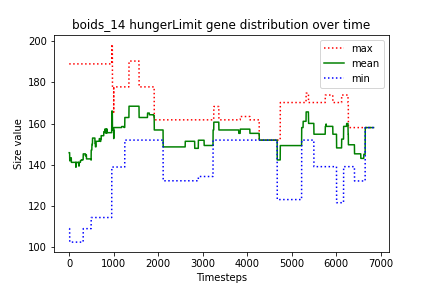 boids_14 hungerLimit gene distribution over time
max
mean
min
Size value
200
180
160
140
120
100
0 1000 2000 3000 4000 5000 6000 7000
Timesteps